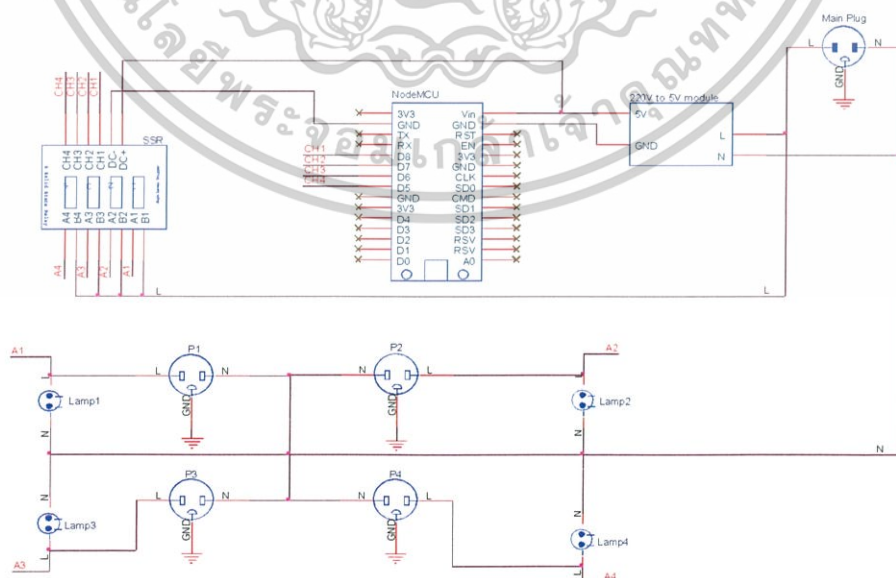 Main Plug
L
N
GND
NodeMCU
220V to 5V module
5V
GND
L
N
CH4
CH3
CH2
CH1
SSR
CH4
CH3
CH2
CH1
DC-
DC+
A4
B4
A3
B3
A2
B2
A1
B1
A4
A3
A2
A1
L
L
CH1
CH2
CH3
CH4
3V3
GND
TX
RX
D8
D7
D6
D5
GND
3V3
D4
D3
D2
D1
D0
Vin
GND
RST
EN
3V3
GND
CLK
SD0
CMD
SD1
SD2
SD3
RSV
RSV
A0
A1
P1
P2
A2
L
L
N
N
L
L
Lamp1
GND
GND
Lamp2
N
N
N
P3
P4
N
L
N
N
L
N
Lamp3
GND
GND
Lamp4
A3
L
L
A4